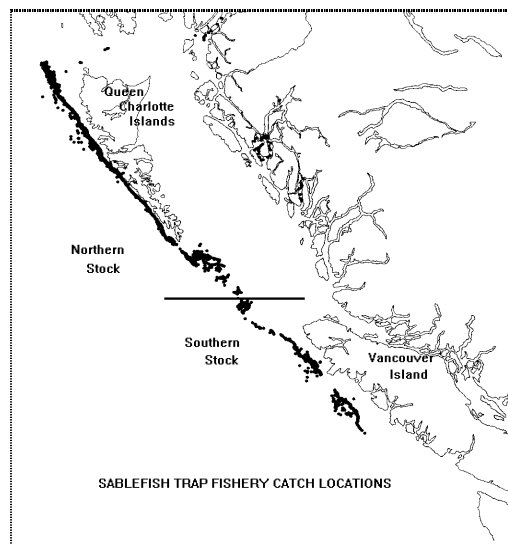 Queen
Charlotte
Islands
Northern
Stock
Southern
Stock
Vancouver
Island
SABLEFISH TRAP FISHERY CATCH LOCATIONS